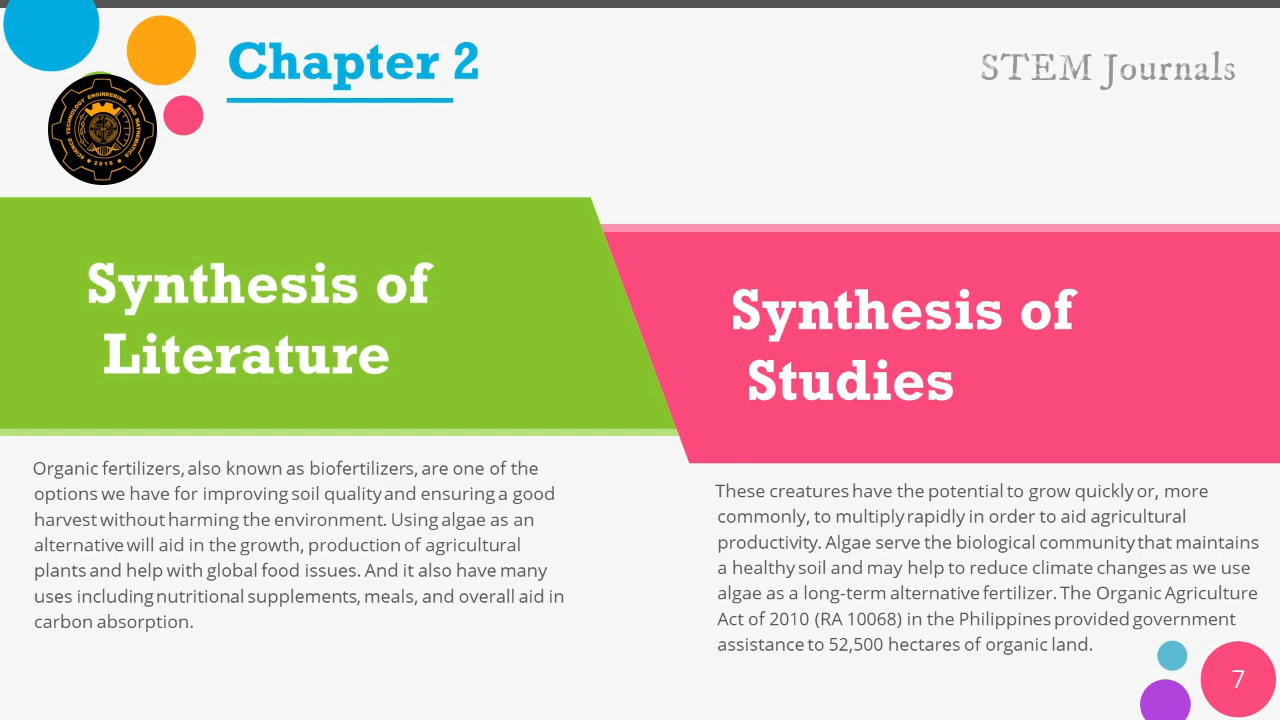 Chapter 2
STEM Journals
SCIENCE TECHNOLOGY ENGINEERING AND MATHEMATICS
2016
Synthesis of
Literature
Organic fertilizers, also known as biofertilizers, are one of the
options we have for improving soil quality and ensuring a good
harvest without harming the environment. Using algae as an
alternative will aid in the growth, production of agricultural
plants and help with global food issues. And it also have many
uses including nutritional supplements, meals, and overall aid in
carbon absorption.
Synthesis of
Studies
These creatures have the potential to grow quickly or, more
commonly, to multiply rapidly in order to aid agricultural
productivity. Algae serve the biological community that maintains
a healthy soil and may help to reduce climate changes as we use
algae as a long-term alternative fertilizer. The Organic Agriculture
Act of 2010 (RA 10068) in the Philippines provided government
assistance to 52,500 hectares of organic land.
7